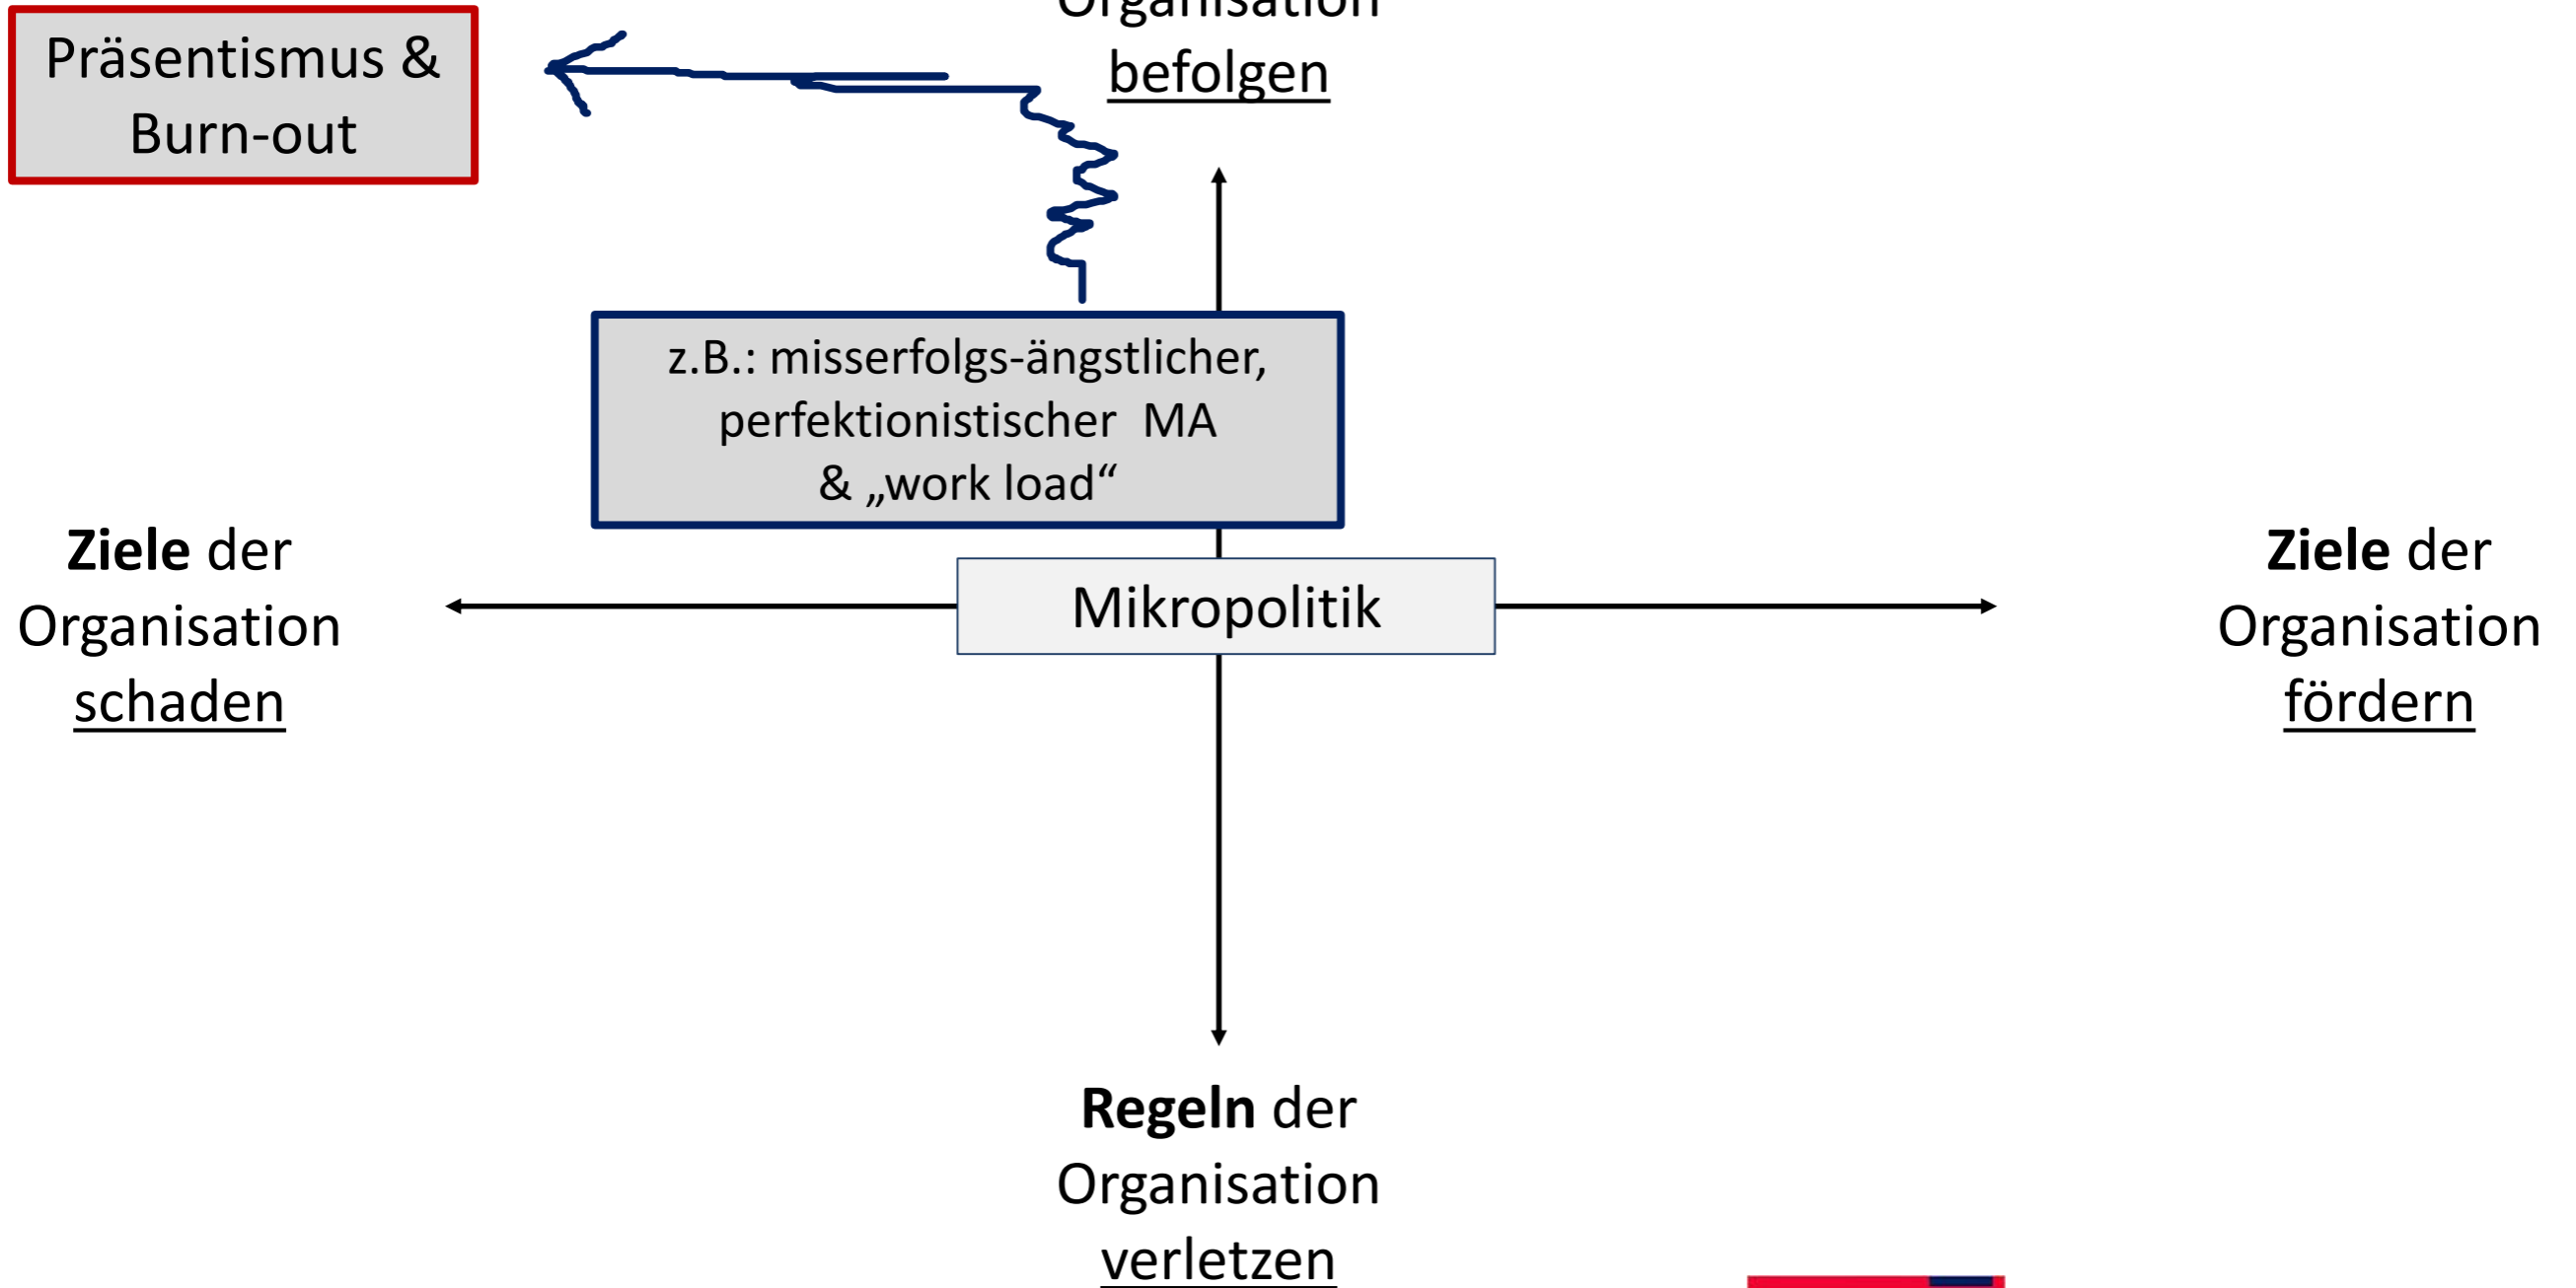 Organisation
befolgen
Präsentismus &
Burn-out
z.B.: misserfolgs-ängstlicher,
perfektionistischer MA
& „work load“
Ziele der
Organisation
schaden
Mikropolitik
Ziele der
Organisation
fördern
Regeln der
Organisation
verletzen